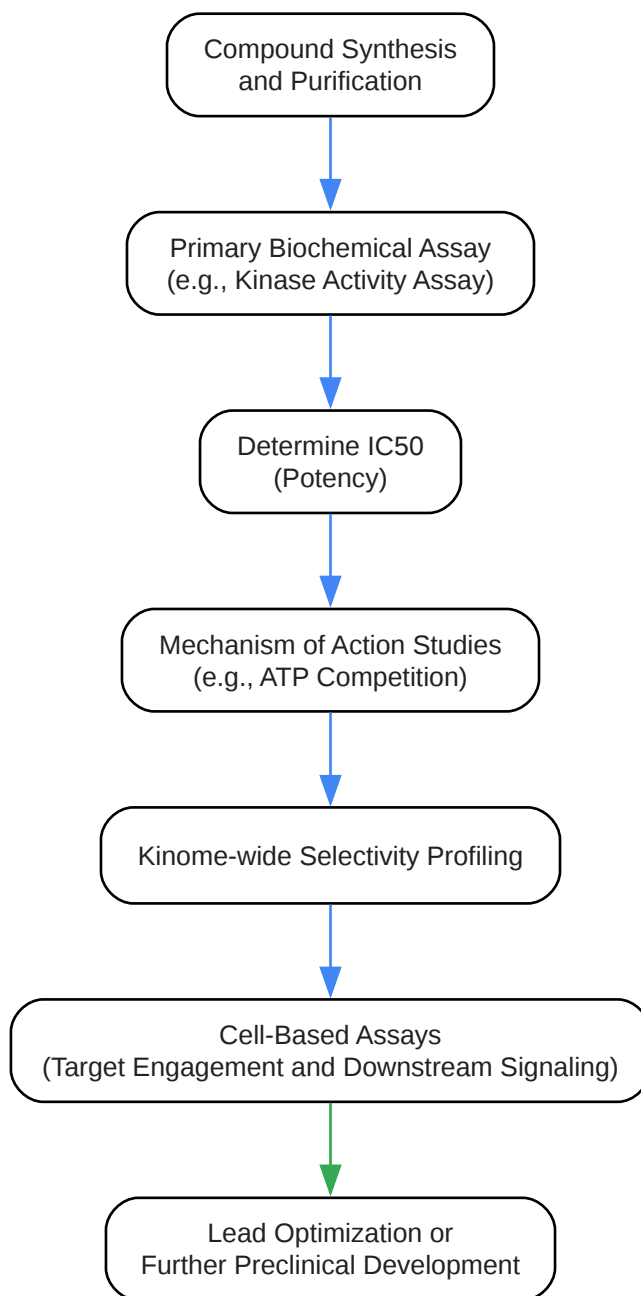 Compound Synthesis
and Purification
Primary Biochemical Assay
(e.g., Kinase Activity Assay)
Determine IC50
(Potency)
Mechanism of Action Studies
(e.g., ATP Competition)
Kinome-wide Selectivity Profiling
Cell-Based Assays
(Target Engagement and Downstream Signaling)
Lead Optimization or
Further Preclinical Development